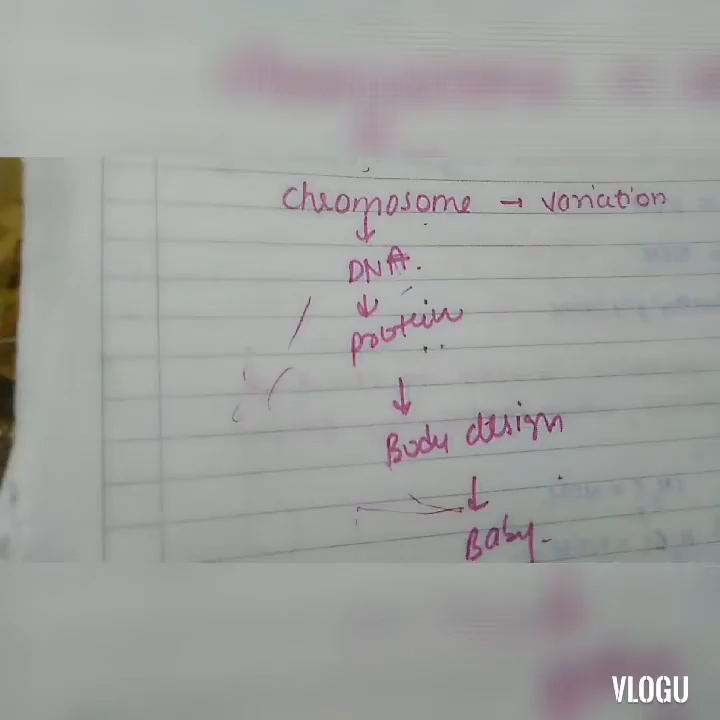 Chromosome → variation
↓
DNA.
↓
protein
↓
Body design
↓
Baby.
VLOGU